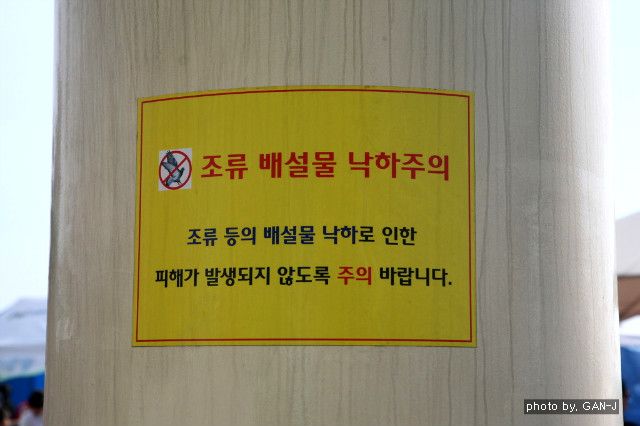 조류 배설물 낙하주의
조류 등의 배설물 낙하로 인한
피해가 발생되지 않도록 주의 바랍니다.
photo by, GAN-J